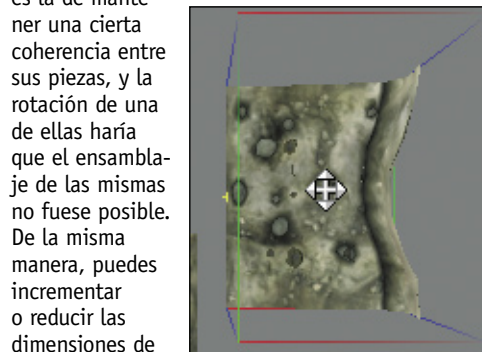 es la de mante
ner una cierta
coherencia entre
sus piezas, y la
rotación de una
de ellas haría
que el ensambla-
je de las mismas
no fuese posible.
De la misma
manera, puedes
incrementar
o reducir las
dimensiones de